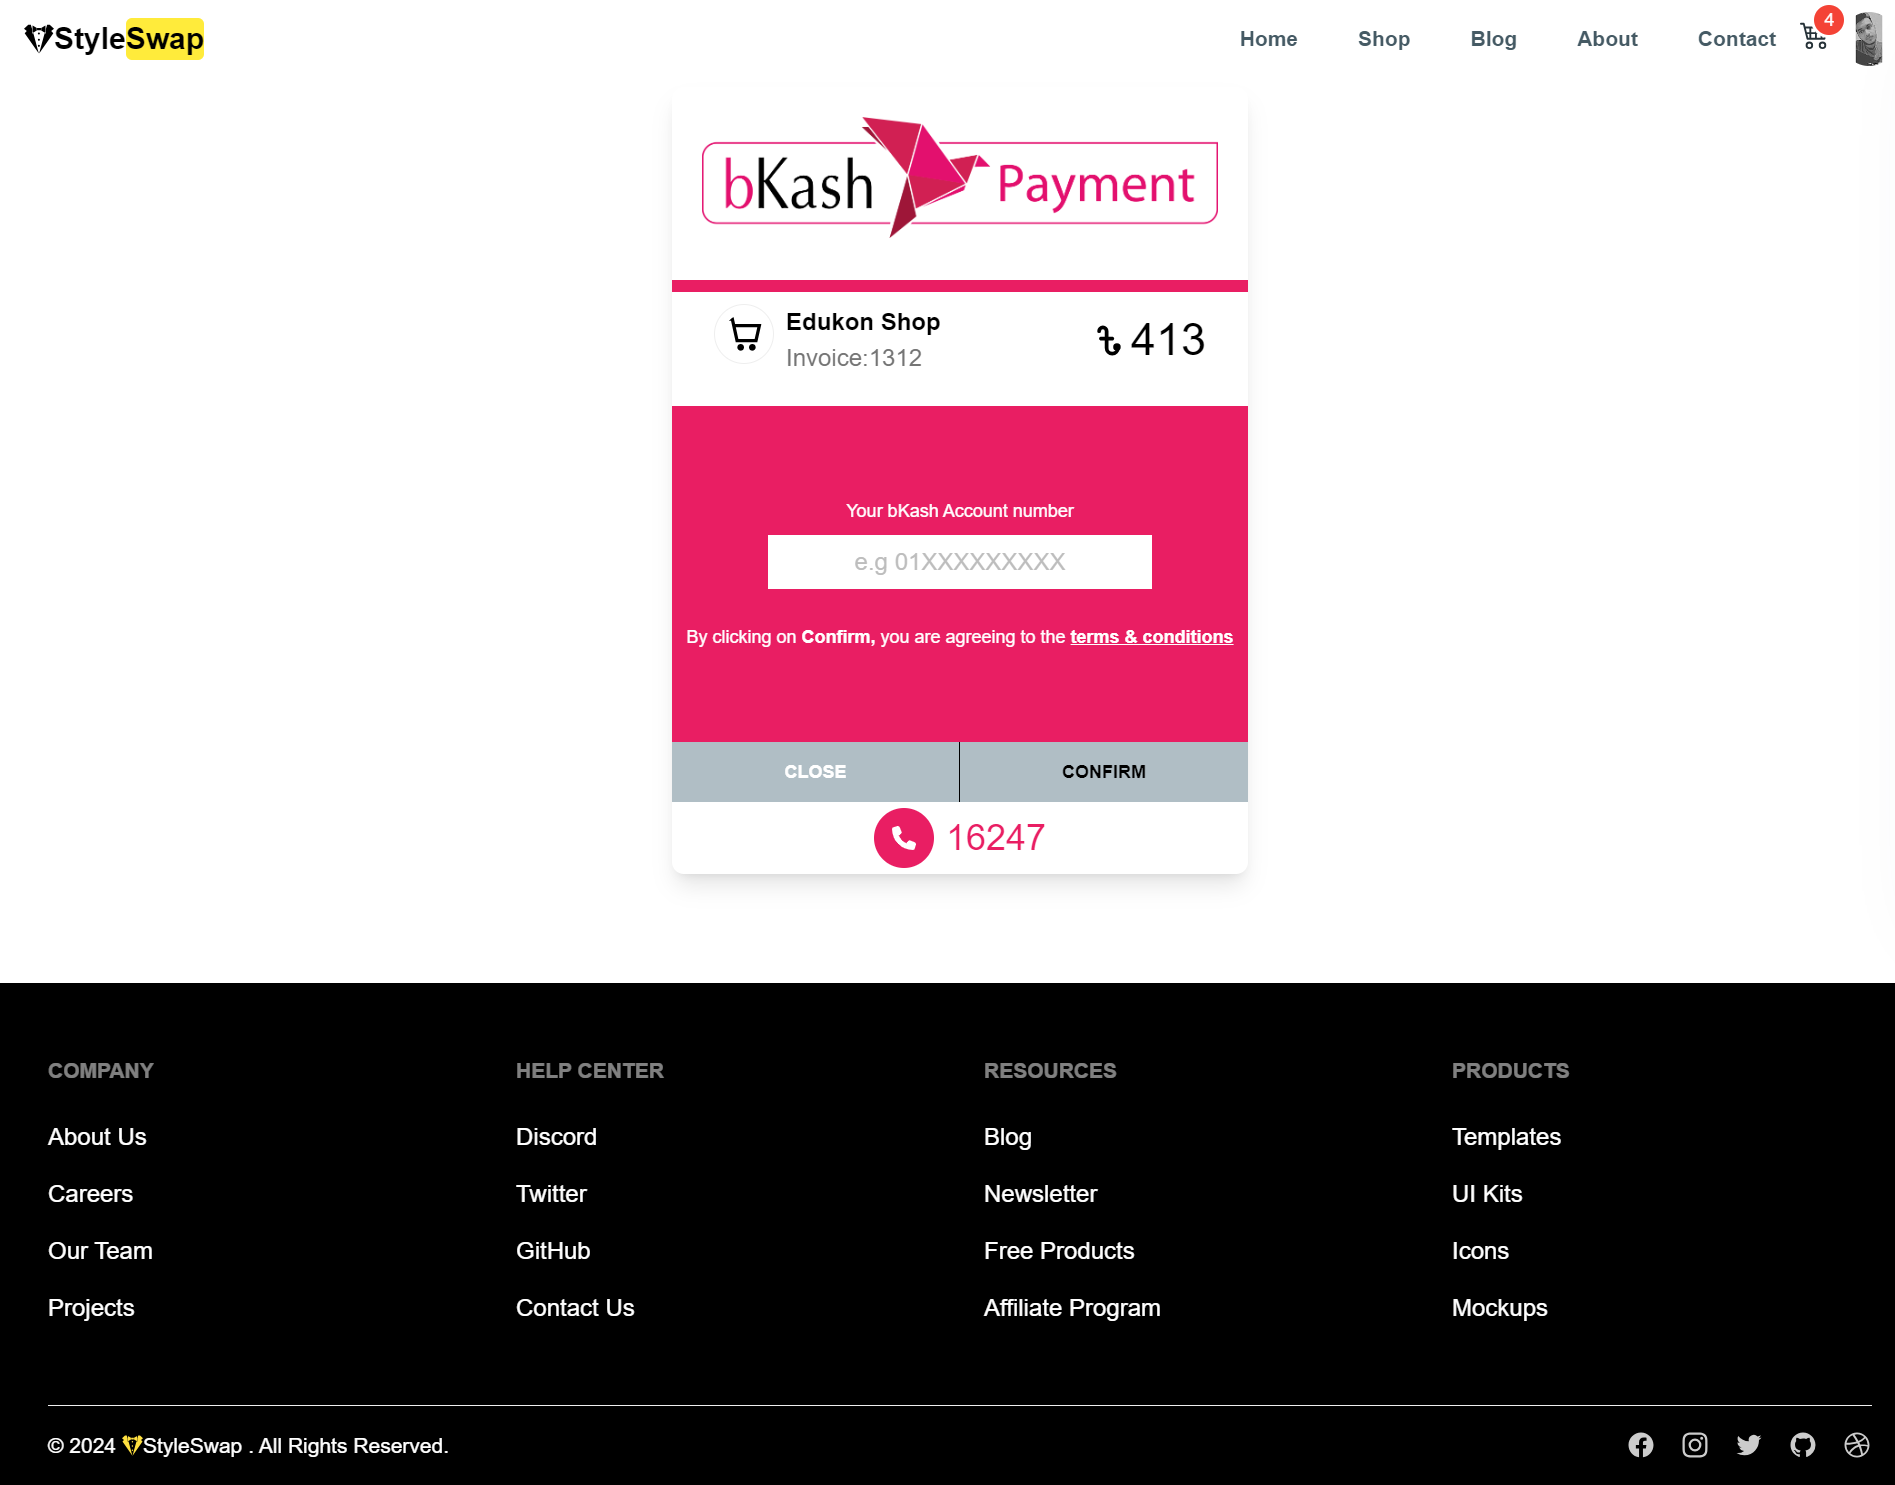 StyleSwap
Home Shop Blog About Contact 4
bKash Payment
Edukon Shop
Invoice:1312
৳ 413
Your bKash Account number
e.g 01XXXXXXXXX
By clicking on Confirm, you are agreeing to the terms & conditions
CLOSE CONFIRM
16247
COMPANY HELP CENTER RESOURCES PRODUCTS
About Us Discord Blog Templates
Careers Twitter Newsletter UI Kits
Our Team GitHub Free Products Icons
Projects Contact Us Affiliate Program Mockups
© 2024 StyleSwap . All Rights Reserved.